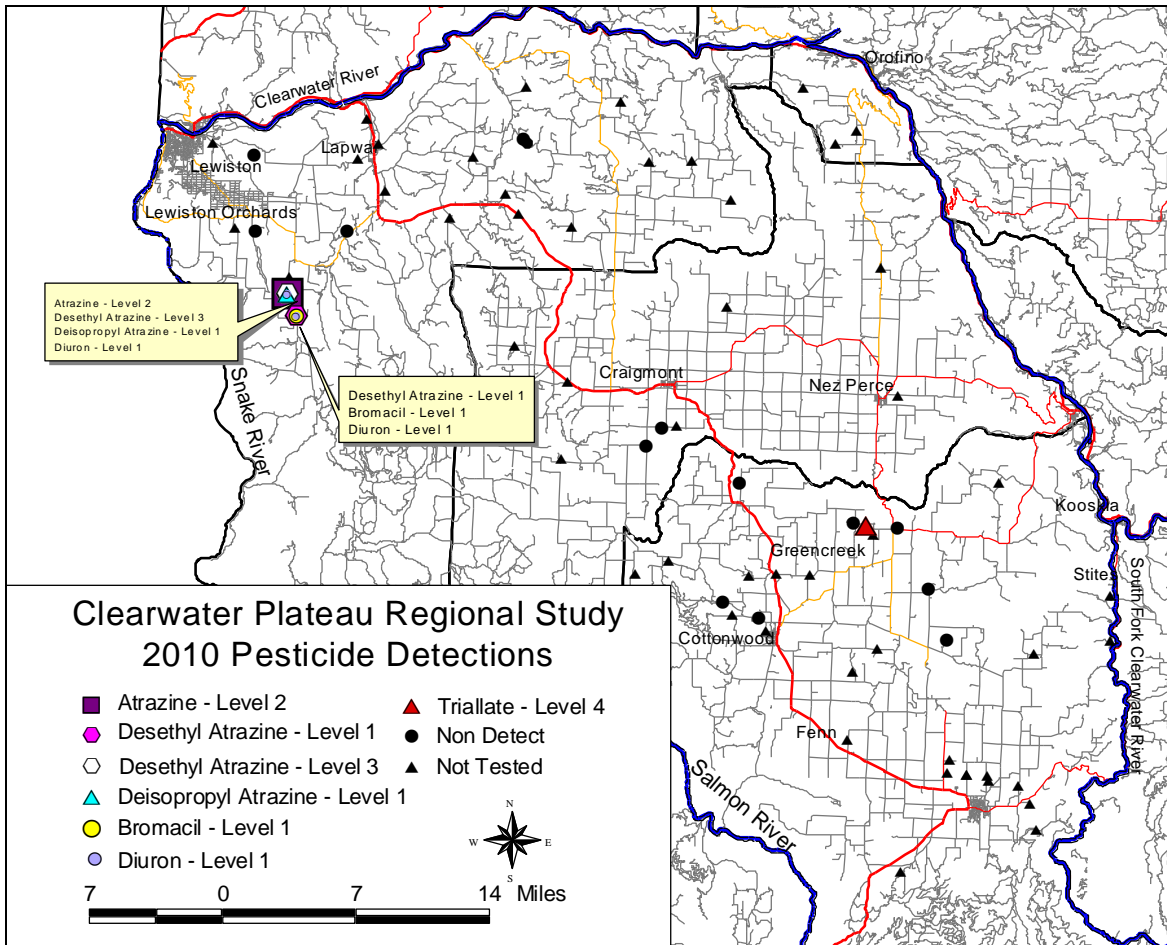 Orofino
Clearwater River
Lapwai
Lewiston
Lewiston Orchards
Atrazine - Level 2
Desethyl Atrazine - Level 3
Deisopropyl Atrazine - Level 1
Diuron - Level 1
Desethyl Atrazine - Level 1
Bromacil - Level 1
Diuron - Level 1
Snake River
Craigmont
Nez Perce
Kooskia
Greencreek
Stites
South Fork Clearwater River
Cottonwood
Fenn
Salmon River
Clearwater Plateau Regional Study
2010 Pesticide Detections
Atrazine - Level 2
Desethyl Atrazine - Level 1
Desethyl Atrazine - Level 3
Deisopropyl Atrazine - Level 1
Bromacil - Level 1
Diuron - Level 1
Triallate - Level 4
Non Detect
Not Tested
N
W E
S
7 0 7 14 Miles